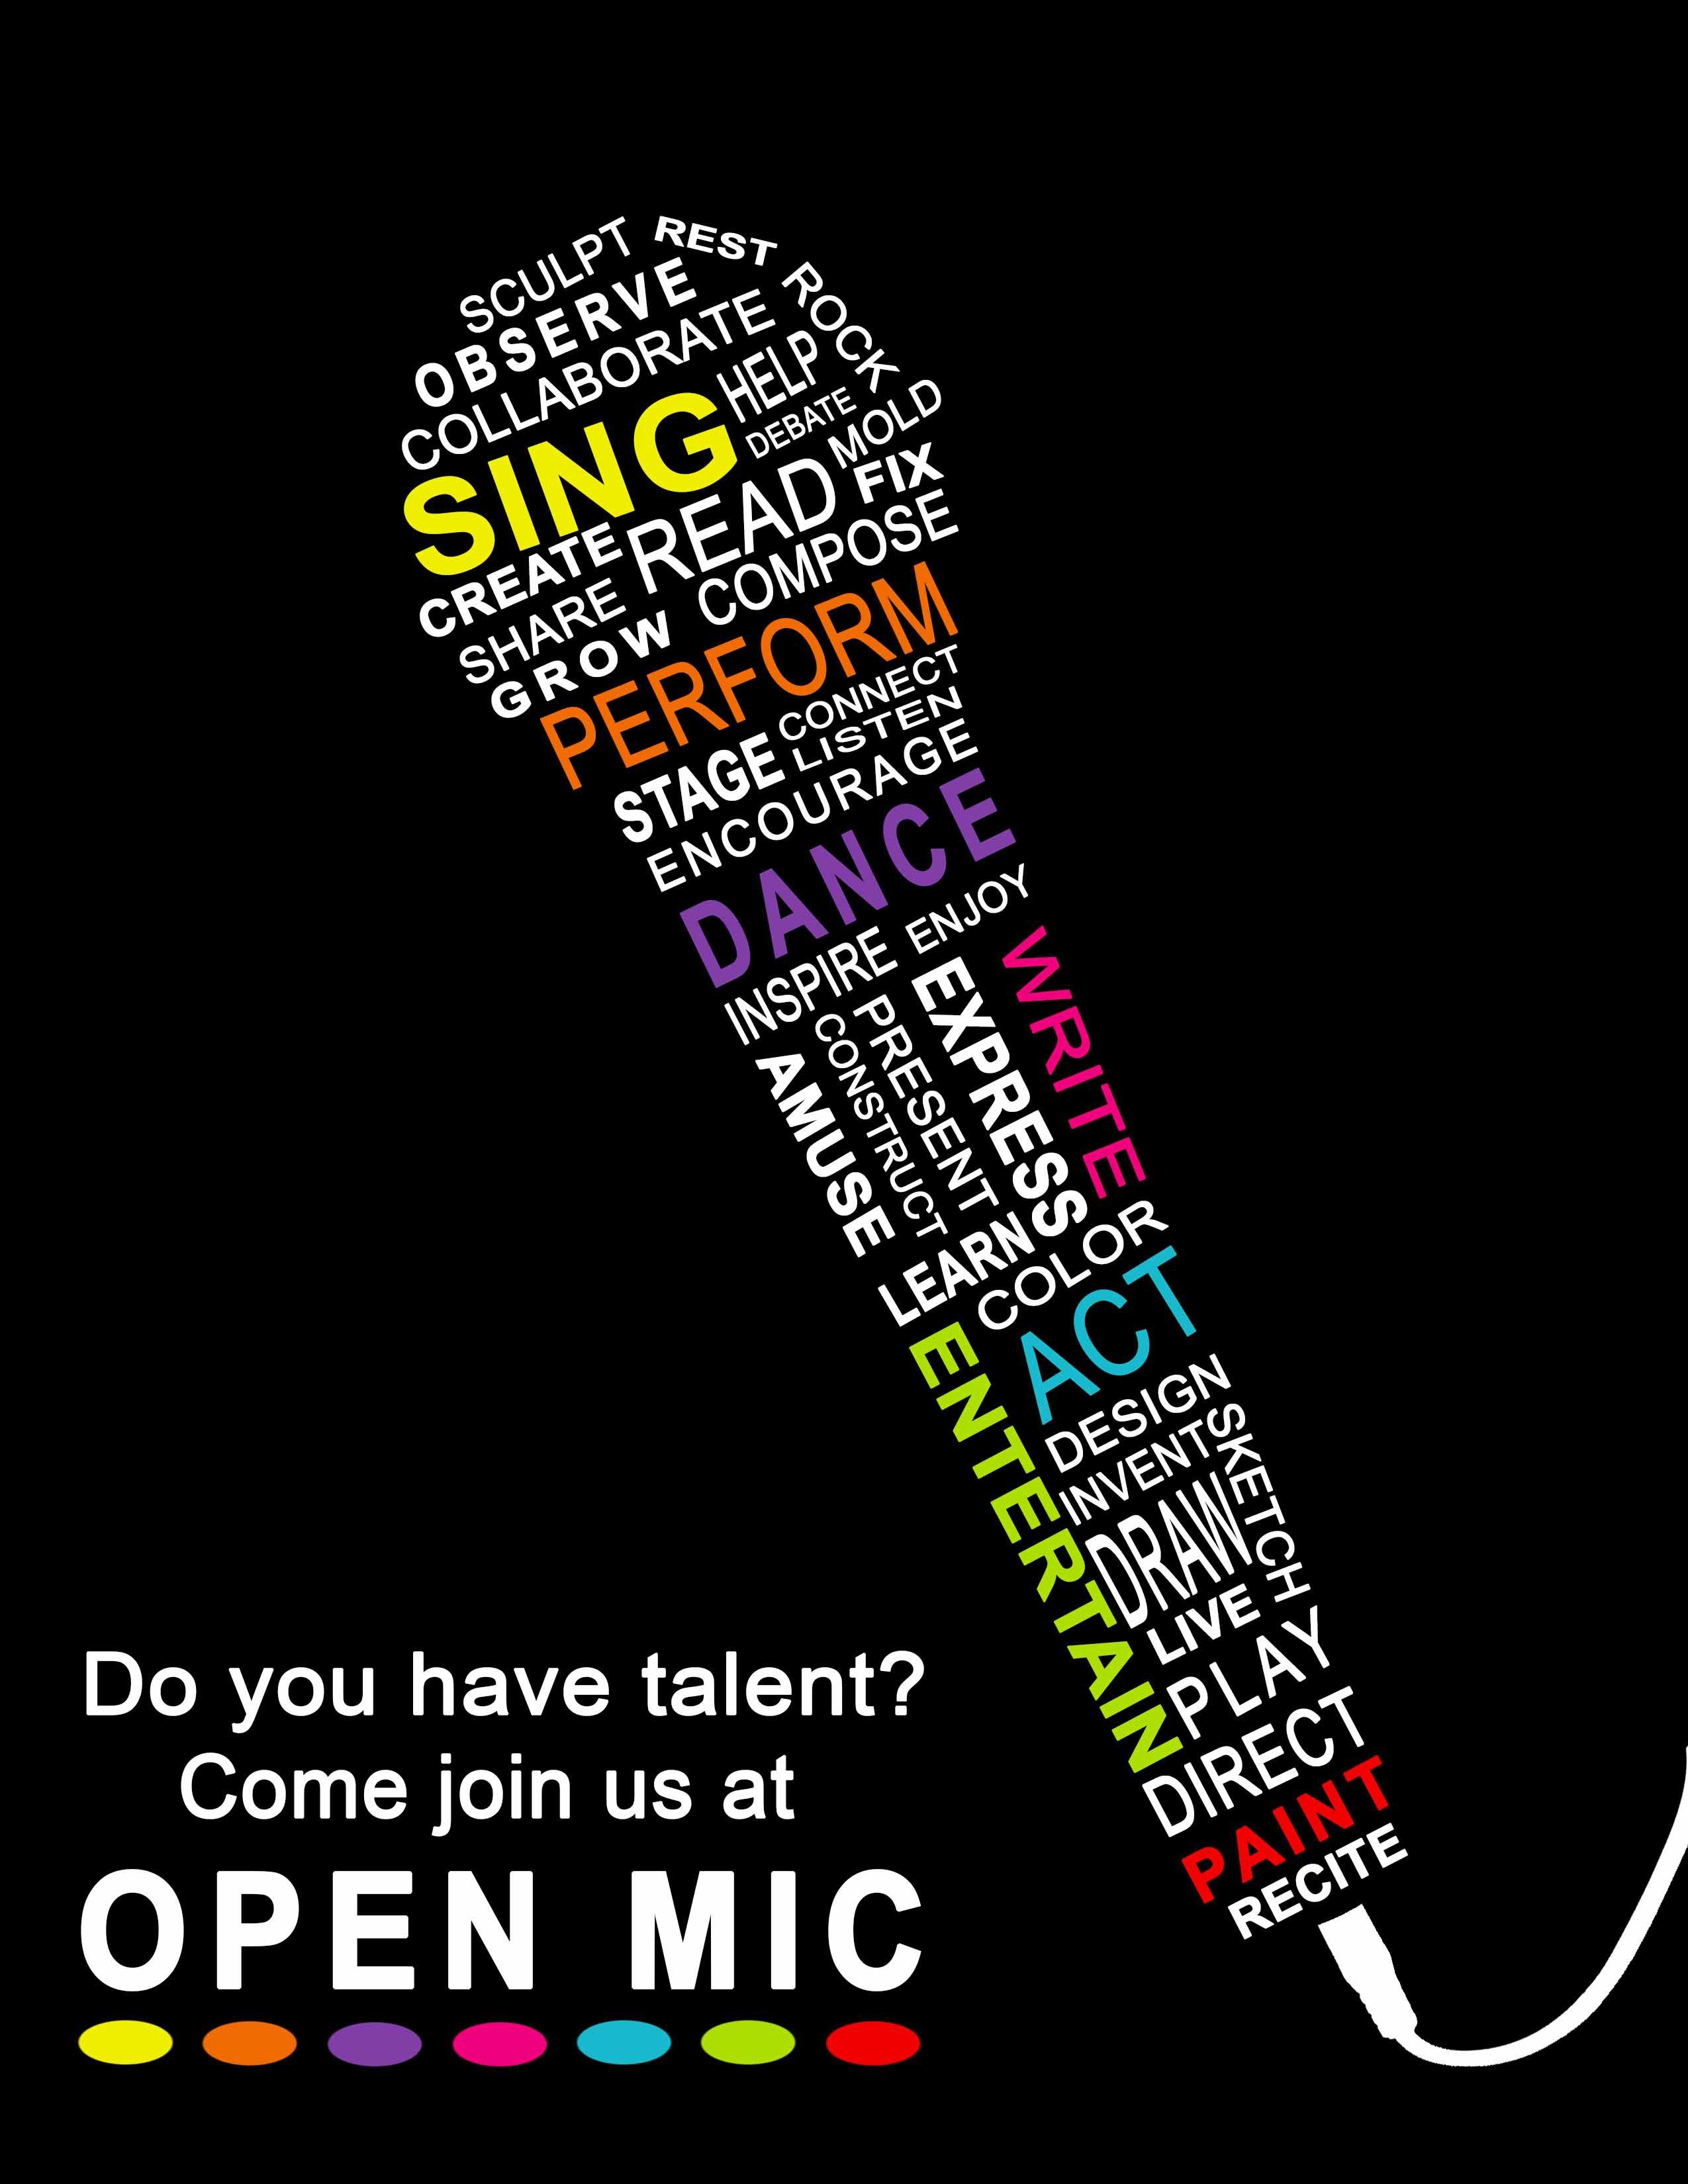 SCULPT
REST
ROCK
OBSERVE
COLLABORATE
HELP
DEBATE
MOLD
SING
READ
FIX
CREATE
SHARE
COMPOSE
GROW
PERFORM
CONNECT
STAGE
LISTEN
ENCOURAGE
DANCE
ENJOY
INSPIRE
WRITE
EXPRESS
PRESENT
CONSTRUCT
AMUSE
LEARN
COLOR
ACT
ENTERTAIN
DESIGN
INVENT
SKETCH
DRAW
LIVE
PLAY
DIRECT
PAINT
RECITE
Do you have talent?
Come join us at
OPEN MIC